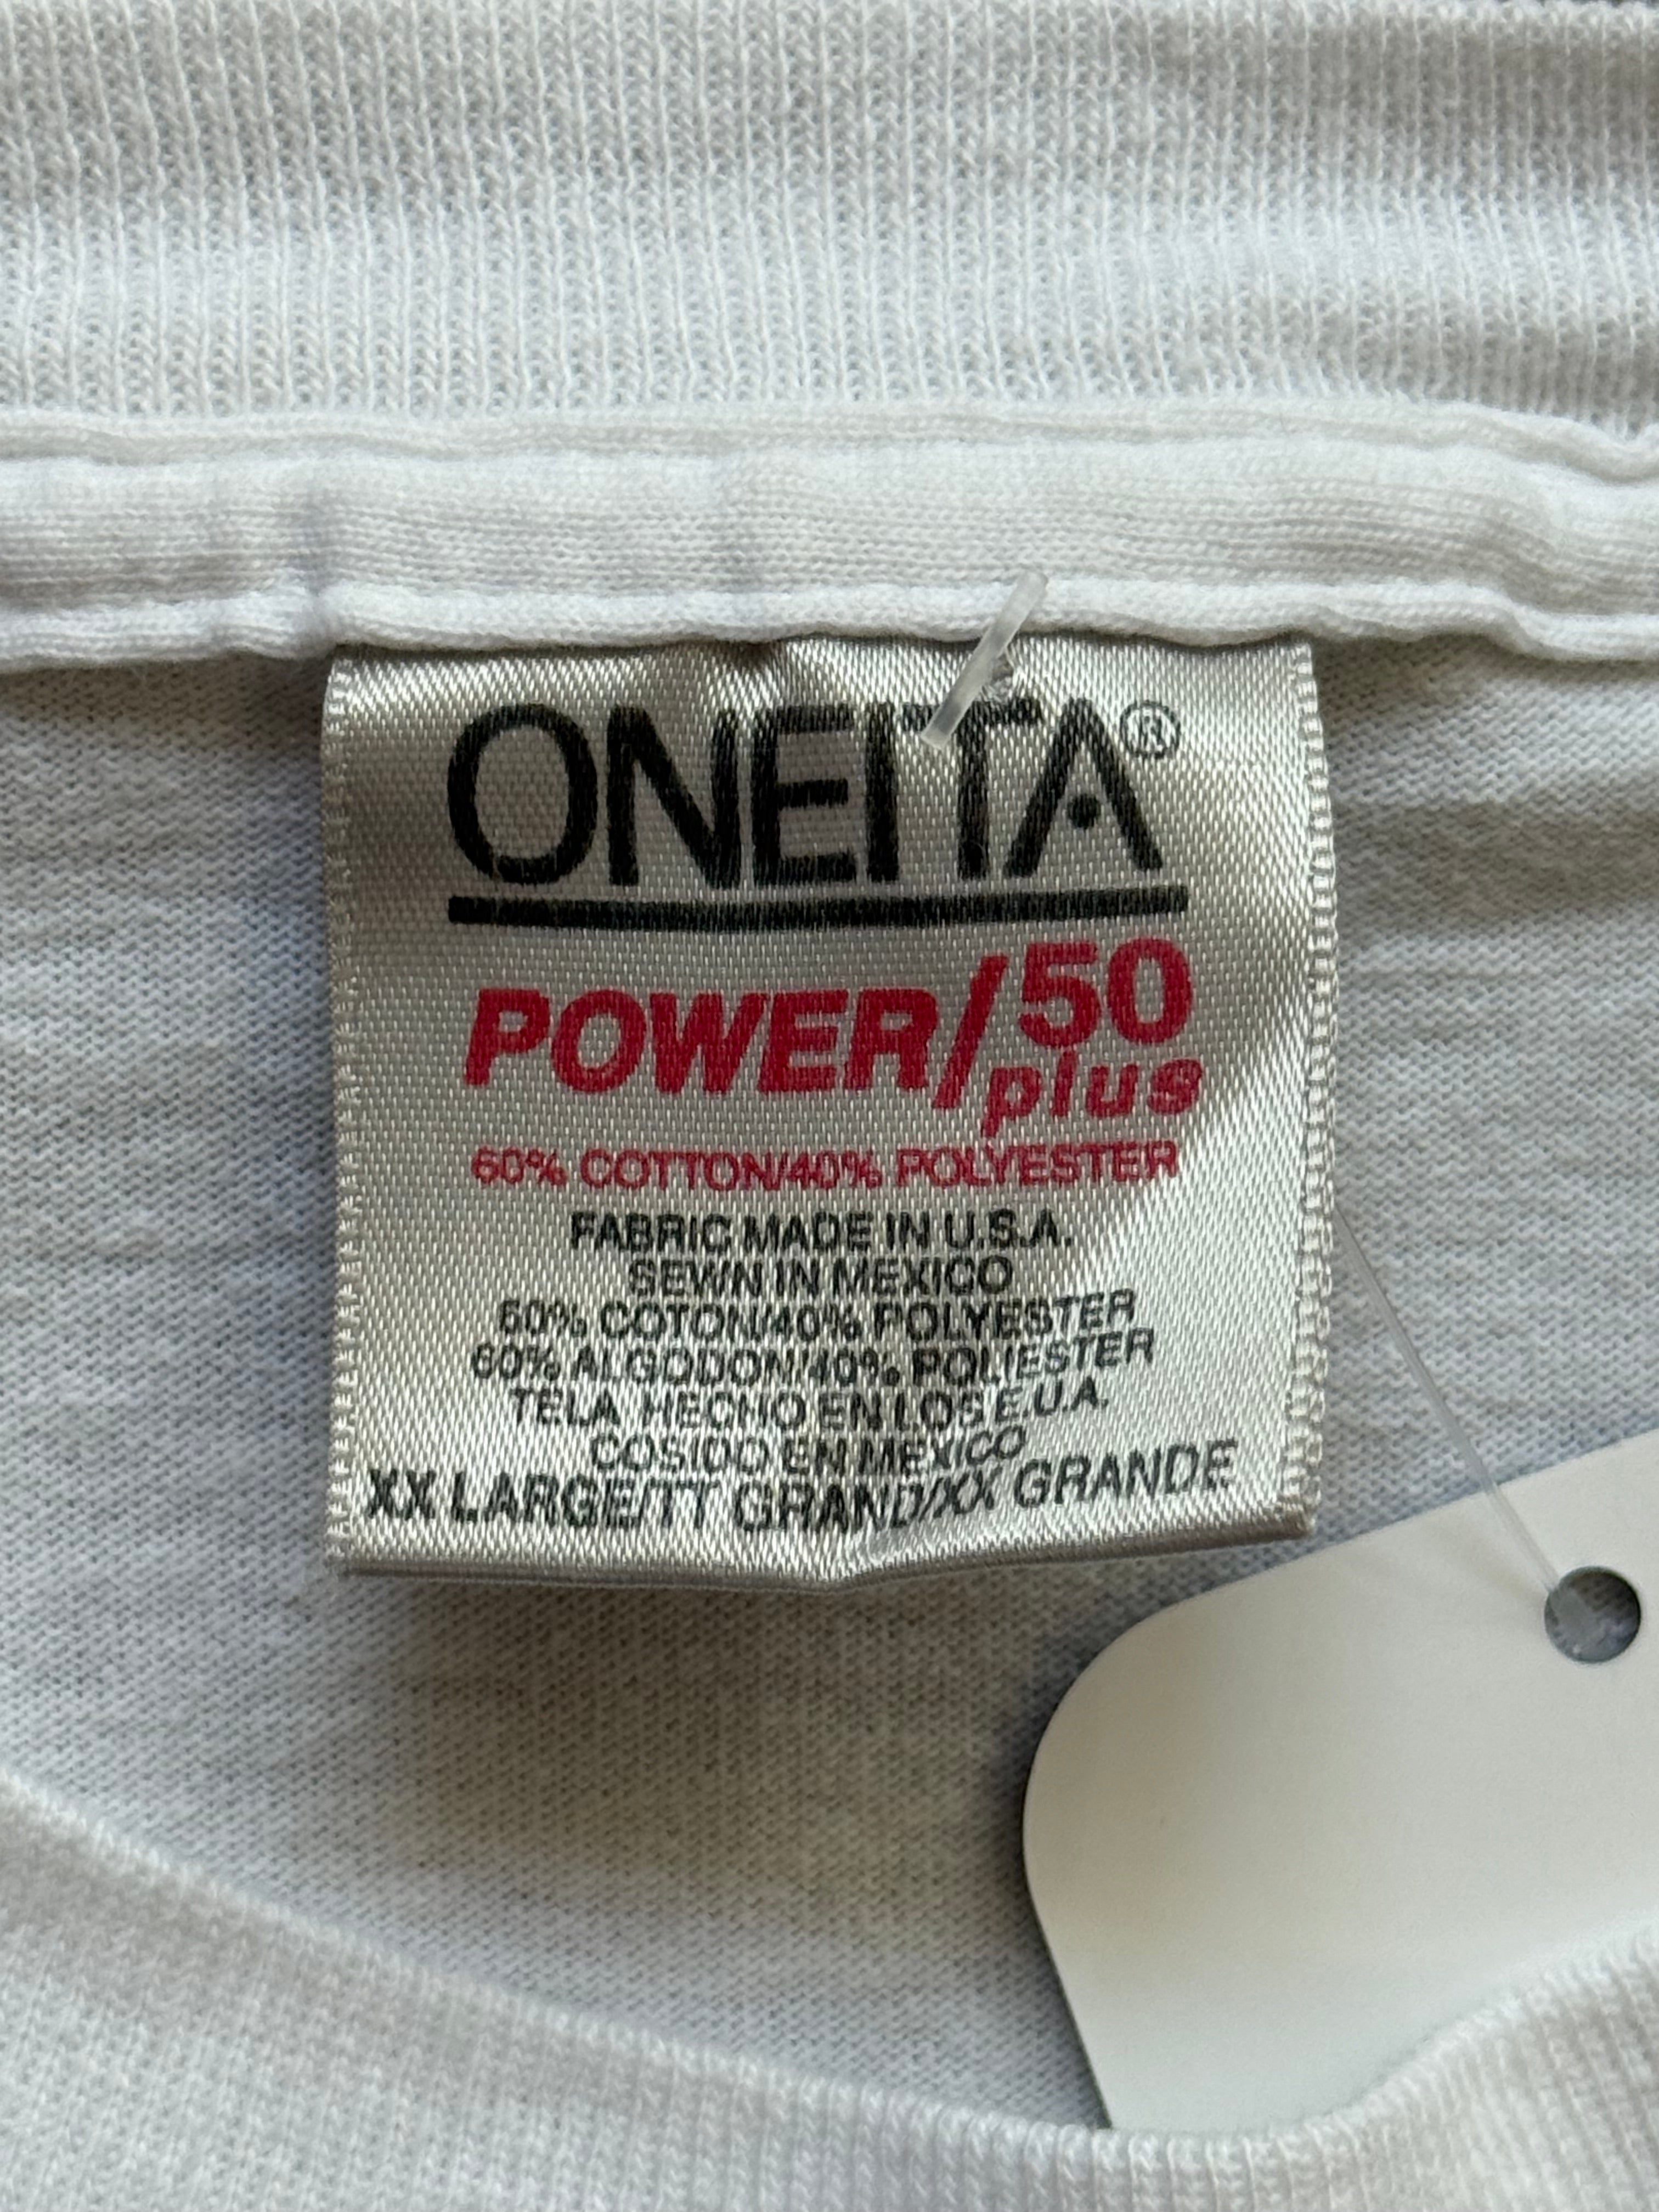 ONEITA®
POWER/50
plus
60% COTTON/40% POLYESTER
FABRIC MADE IN U.S.A.
SEWN IN MEXICO
60% COTON/40% POLYESTER
60% ALGODON/40% POLIESTER
TELA HECHO EN LOS E.U.A.
COSIDO EN MEXICO
XX LARGE/TT GRAND/XX GRANDE